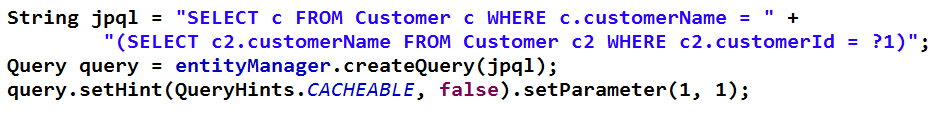 String jpql = "SELECT c FROM Customer c WHERE c.customerName = " +
        "(SELECT c2.customerName FROM Customer c2 WHERE c2.customerId = ?1)";
Query query = entityManager.createQuery(jpql);
query.setHint(QueryHints.CACHEABLE, false).setParameter(1, 1);